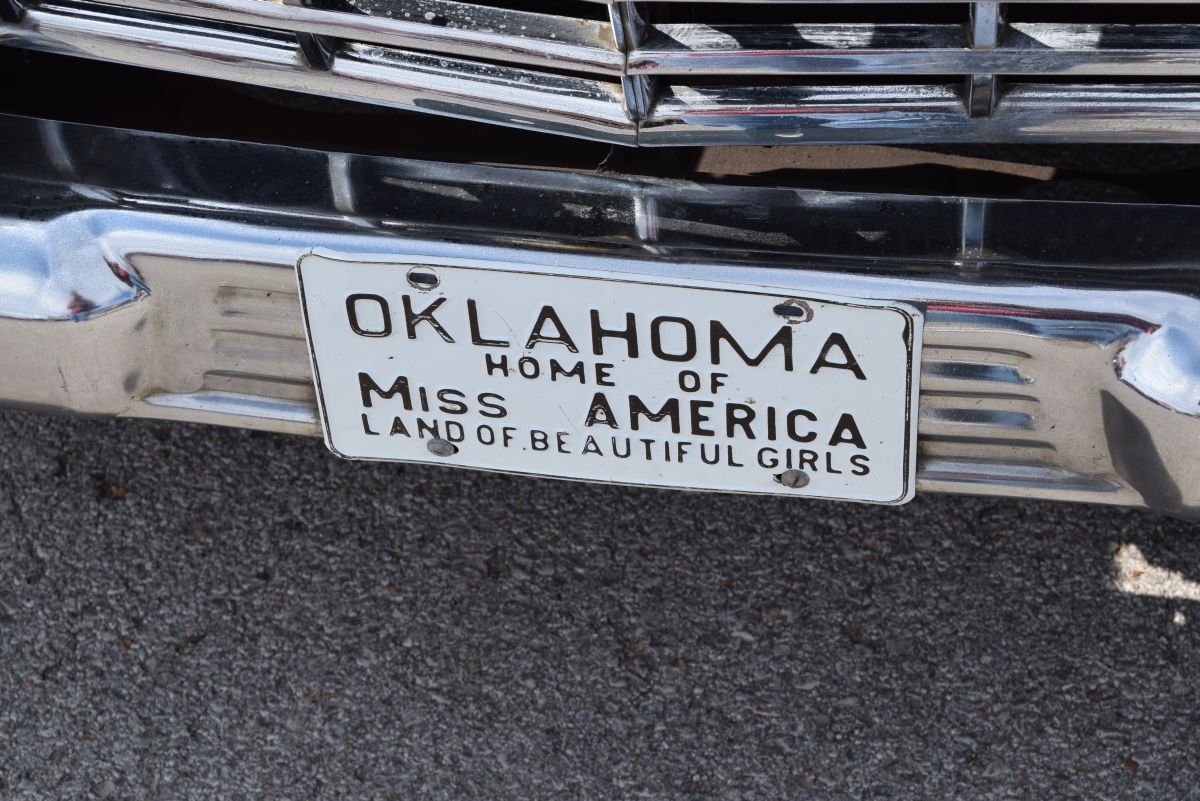 OKLAHOMA
HOME OF
MISS AMERICA
LAND OF BEAUTIFUL GIRLS